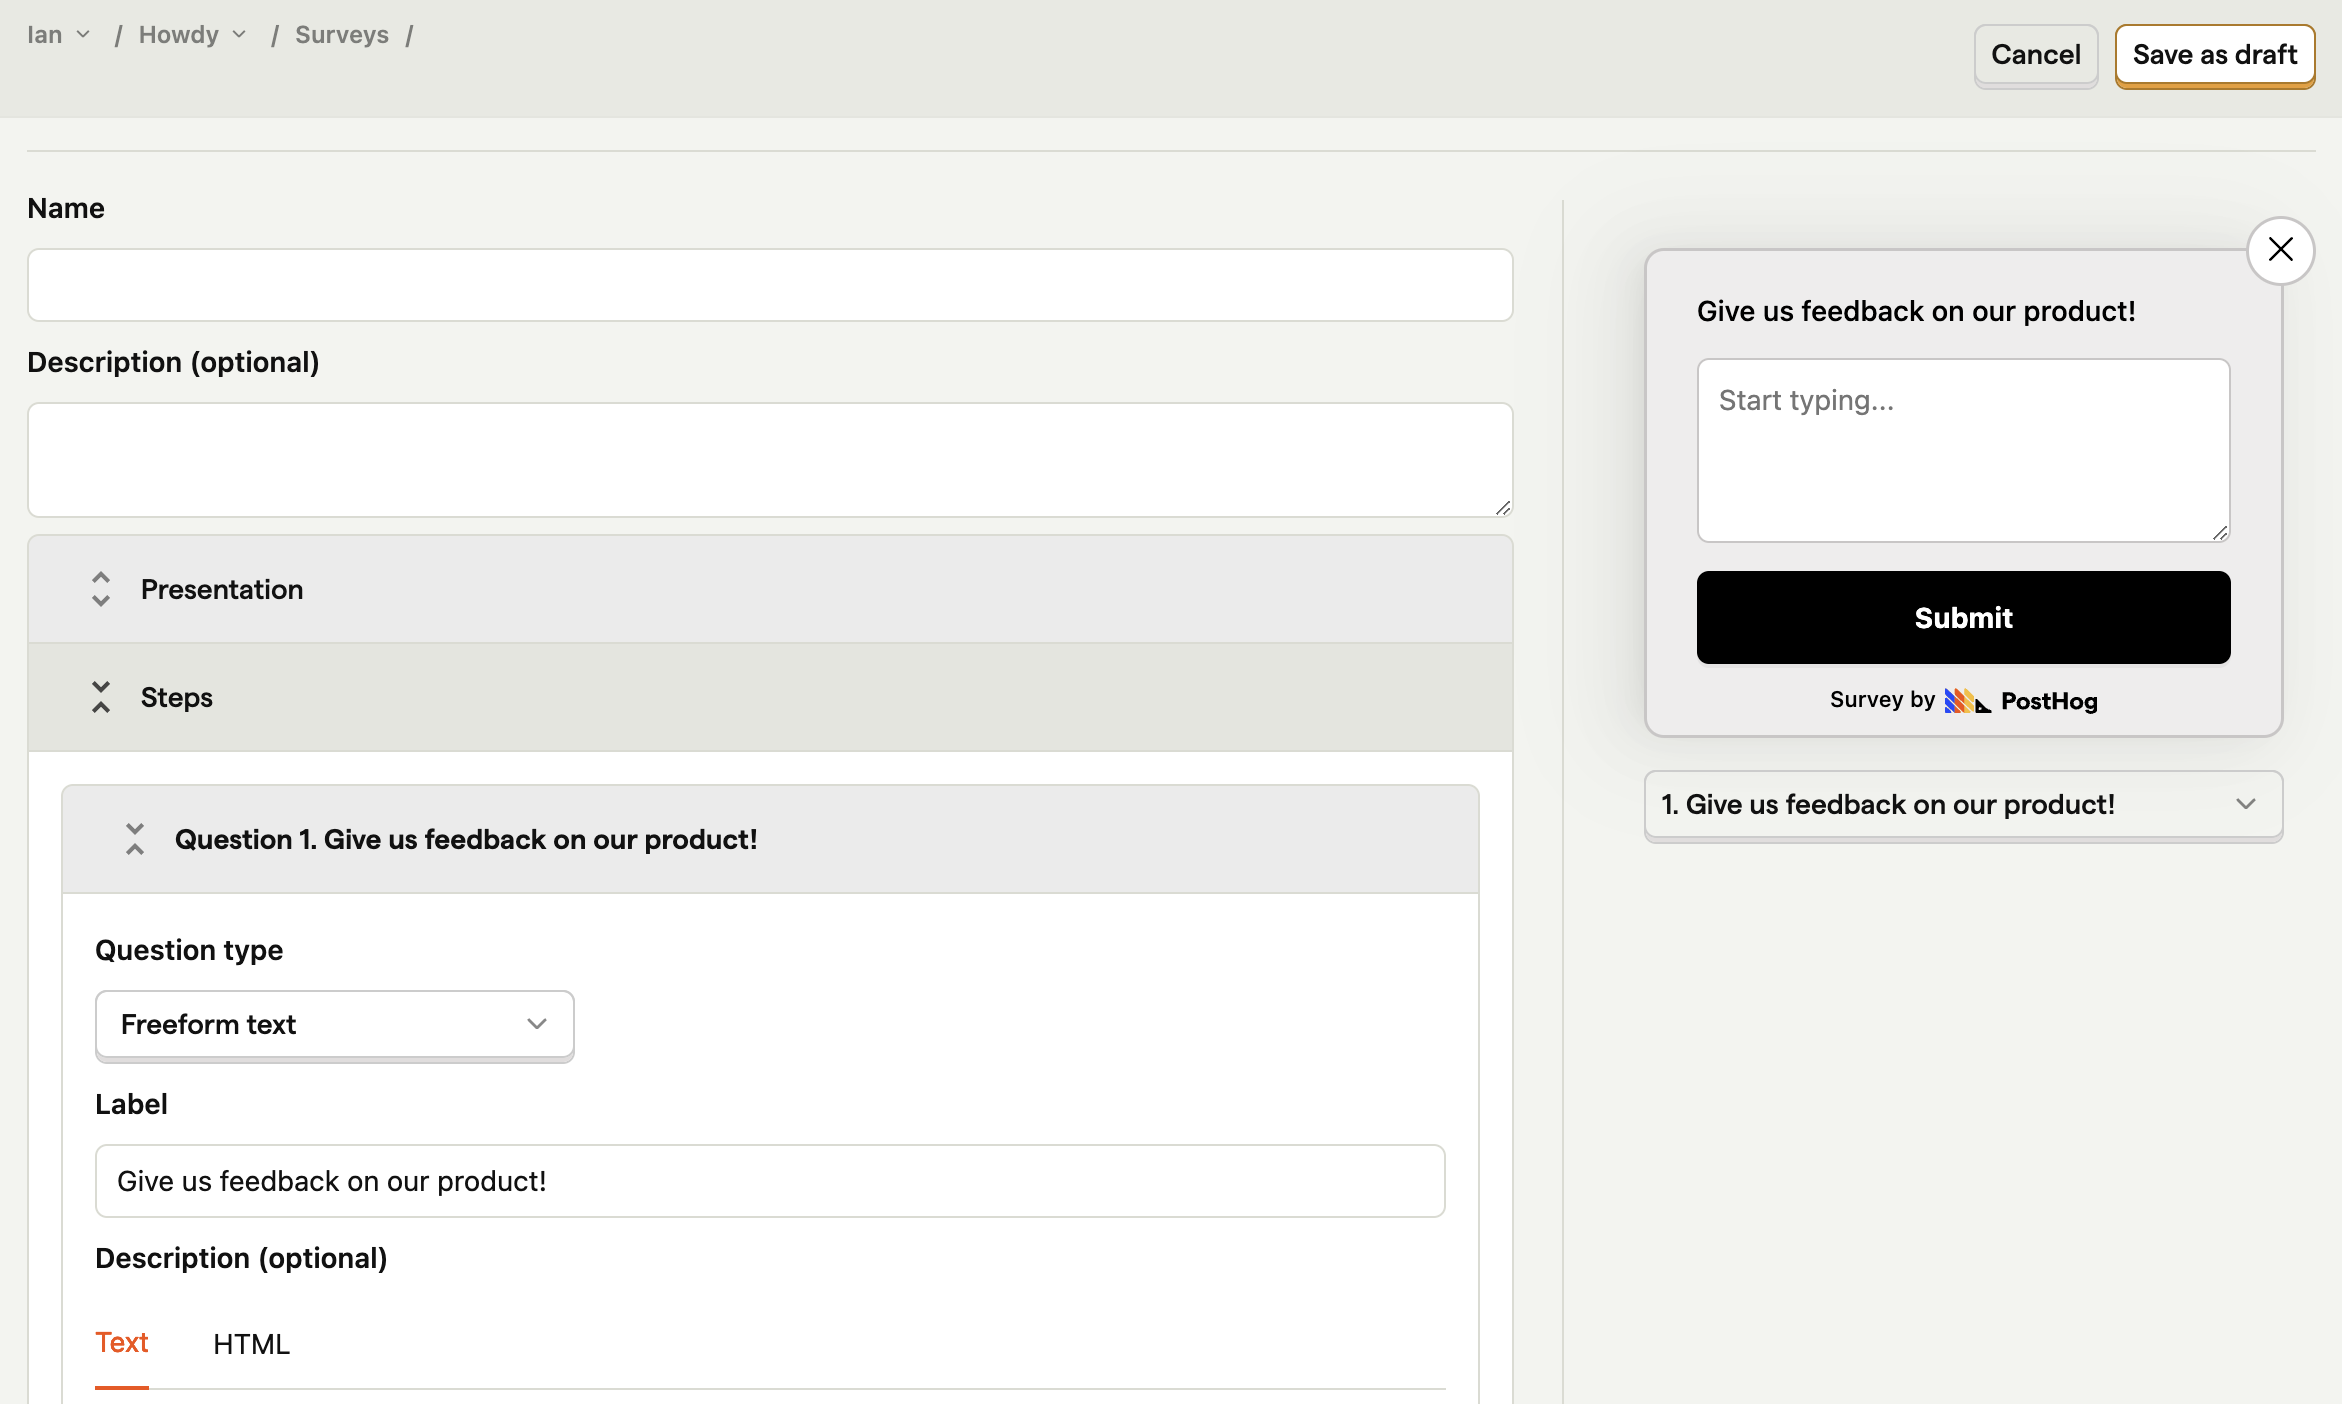 Ian / Howdy / Surveys /
Cancel
Save as draft
Name
Description (optional)
Presentation
Steps
Question 1. Give us feedback on our product!
Question type
Freeform text
Label
Give us feedback on our product!
Description (optional)
Text HTML
Give us feedback on our product!
Start typing...
Submit
Survey by PostHog
1. Give us feedback on our product!